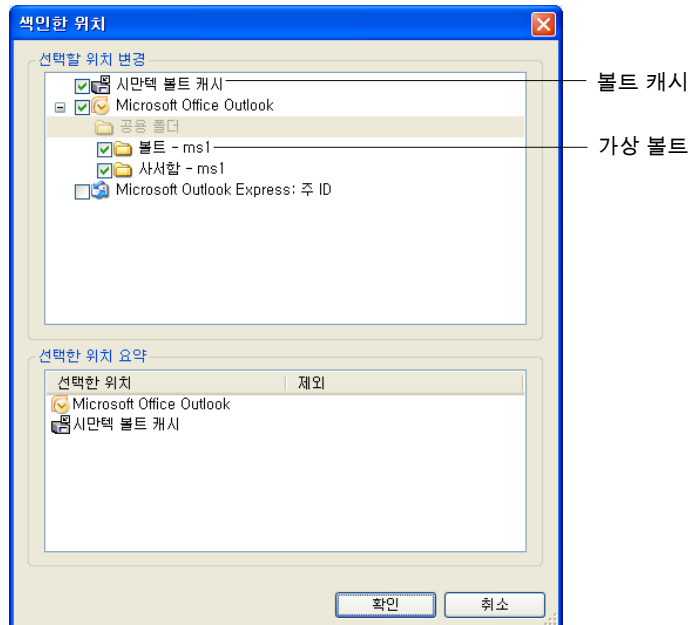 색인한 위치
선택할 위치 변경
시만텍 볼트 캐시
볼트 캐시
Microsoft Office Outlook
공용 폴더
볼트 - ms1
가상 볼트
사서함 - ms1
Microsoft Outlook Express: 주 ID
선택한 위치 요약
선택한 위치 제외
Microsoft Office Outlook
시만텍 볼트 캐시
확인 취소